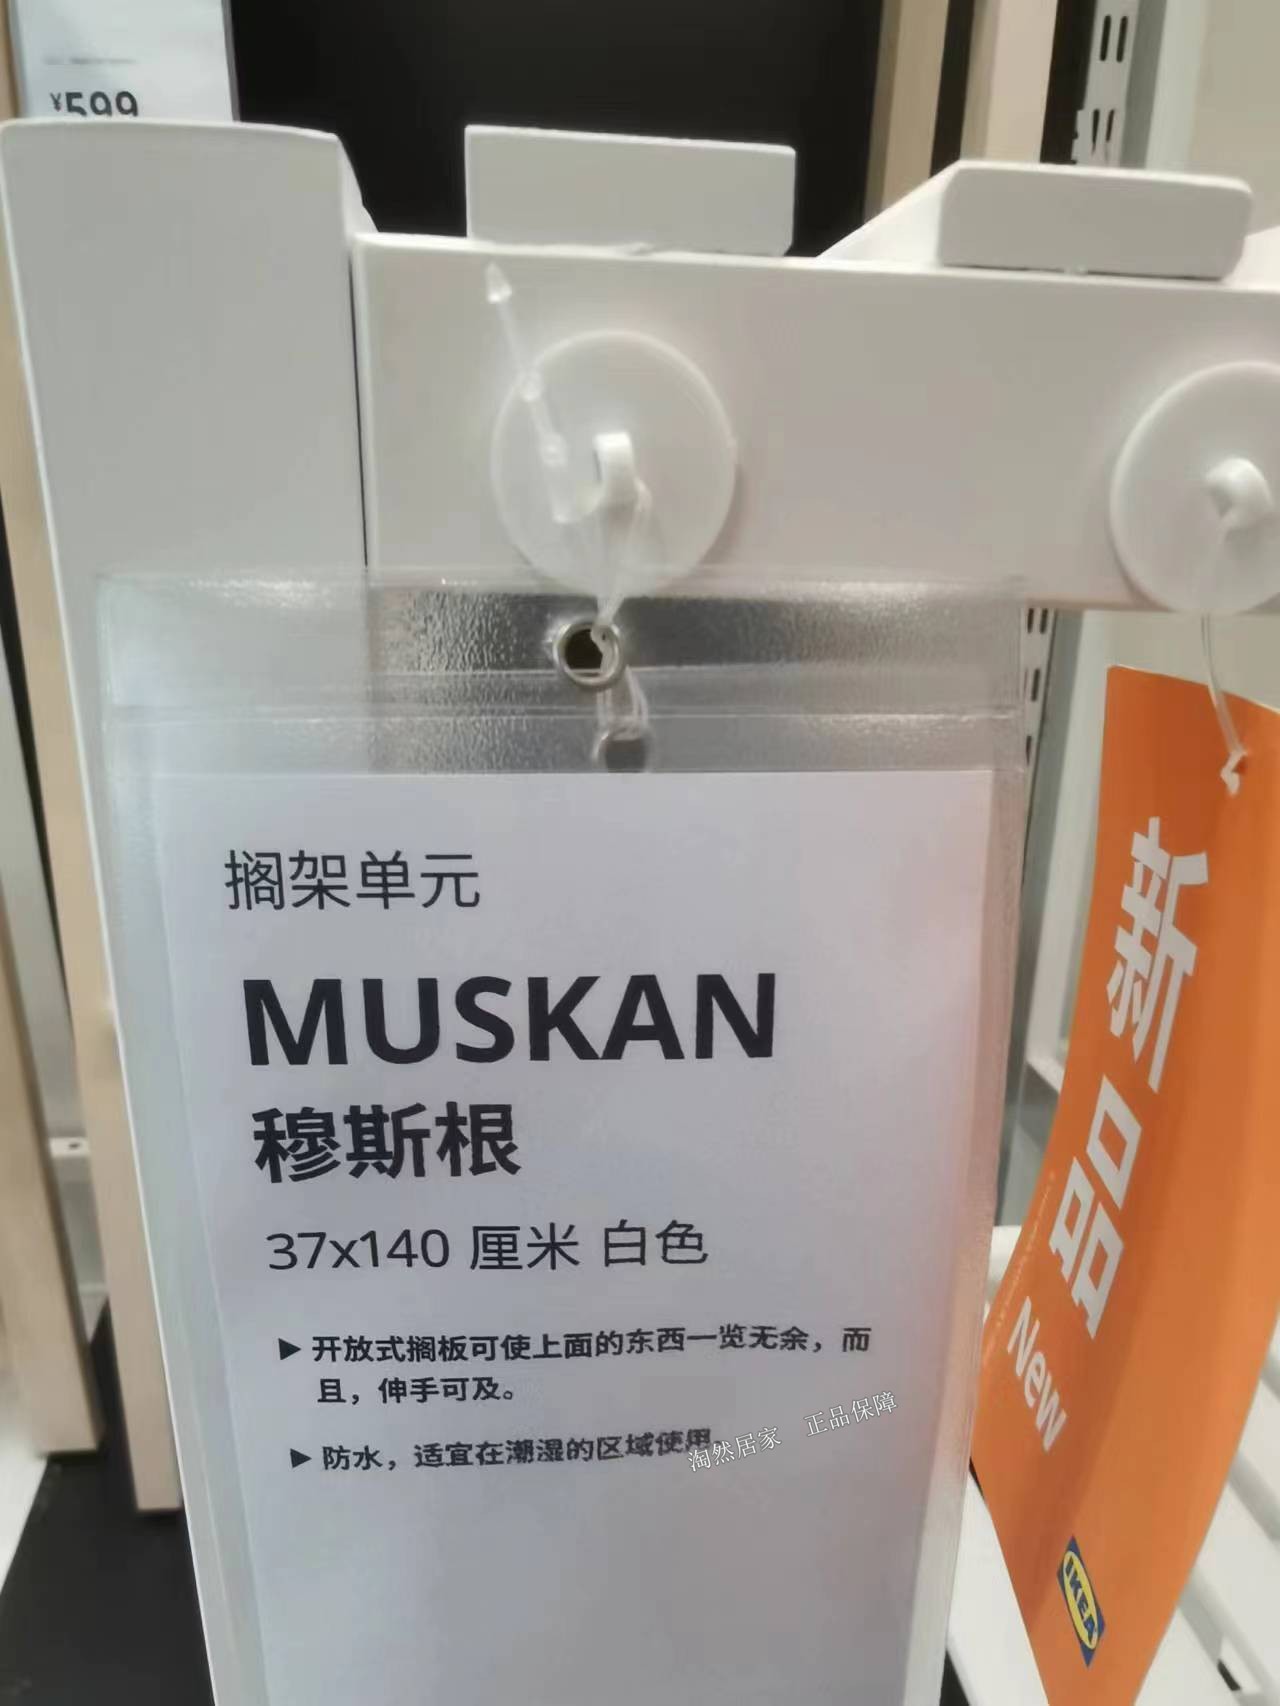 ¥599
搁架单元
MUSKAN
穆斯根
37x140 厘米 白色
▶ 开放式搁板可使上面的东西一览无余，而
且，伸手可及。
▶ 防水，适宜在潮湿的区域使用
淘然居家 正品保障
新品
New
IKEA